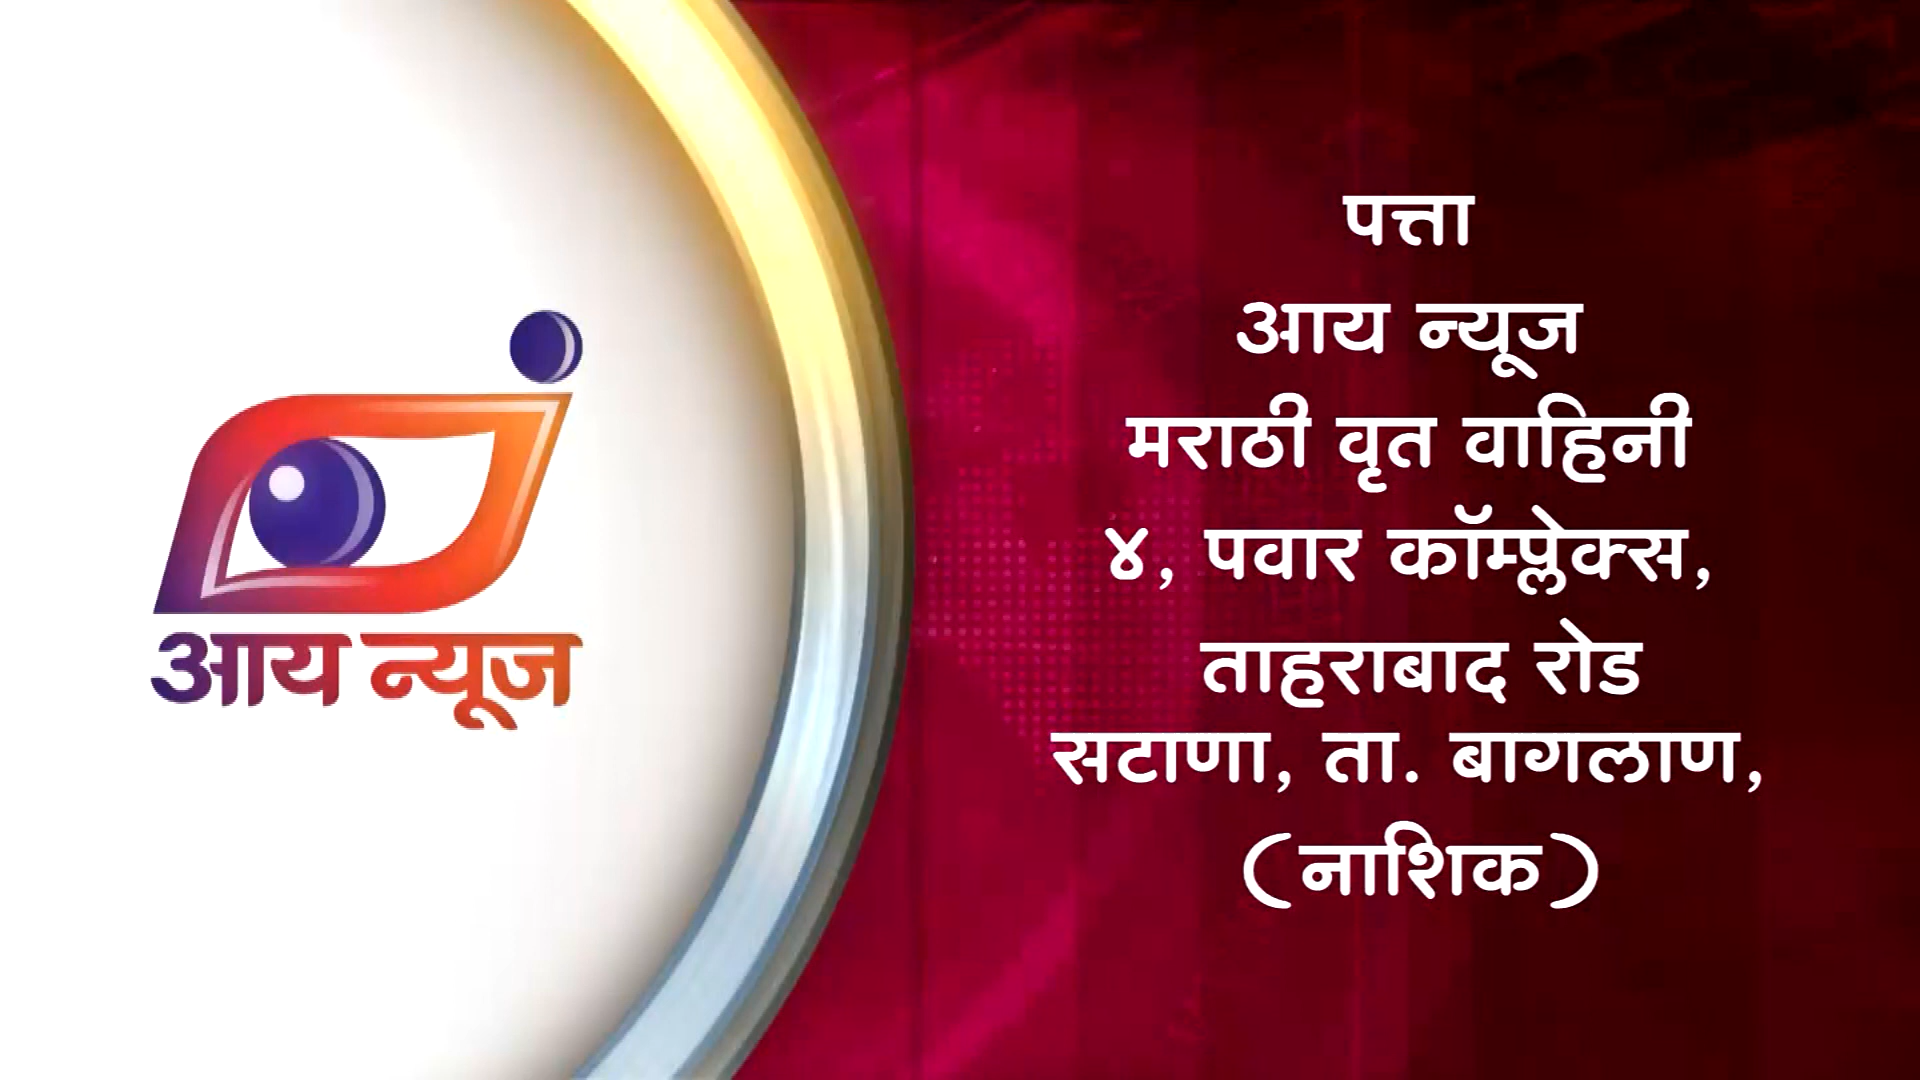 आय न्यूज
पत्ता
आय न्यूज
मराठी वृत वाहिनी
४, पवार कॉम्प्लेक्स,
ताहराबाद रोड
सटाणा, ता. बागलाण,
(नाशिक)